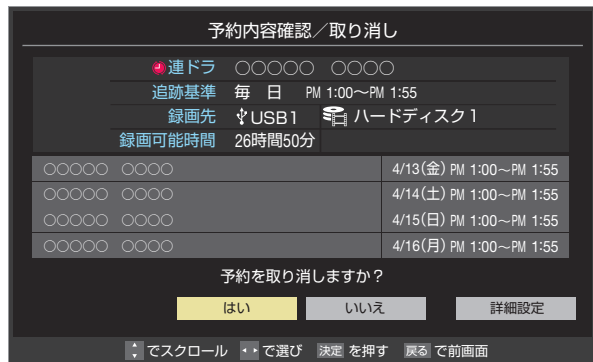 予約内容確認／取り消し
連ドラ ○○○○○ ○○○○
追跡基準 毎 日 PM 1:00～PM 1:55
録画先 USB1 ハードディスク1
録画可能時間 26時間50分
○○○○○ ○○○○ 4/13(金) PM 1:00～PM 1:55
○○○○○ ○○○○ 4/14(土) PM 1:00～PM 1:55
○○○○○ ○○○○ 4/15(日) PM 1:00～PM 1:55
○○○○○ ○○○○ 4/16(月) PM 1:00～PM 1:55
予約を取り消しますか？
はい いいえ 詳細設定
でスクロール で選び 決定 を押す 戻る で前画面